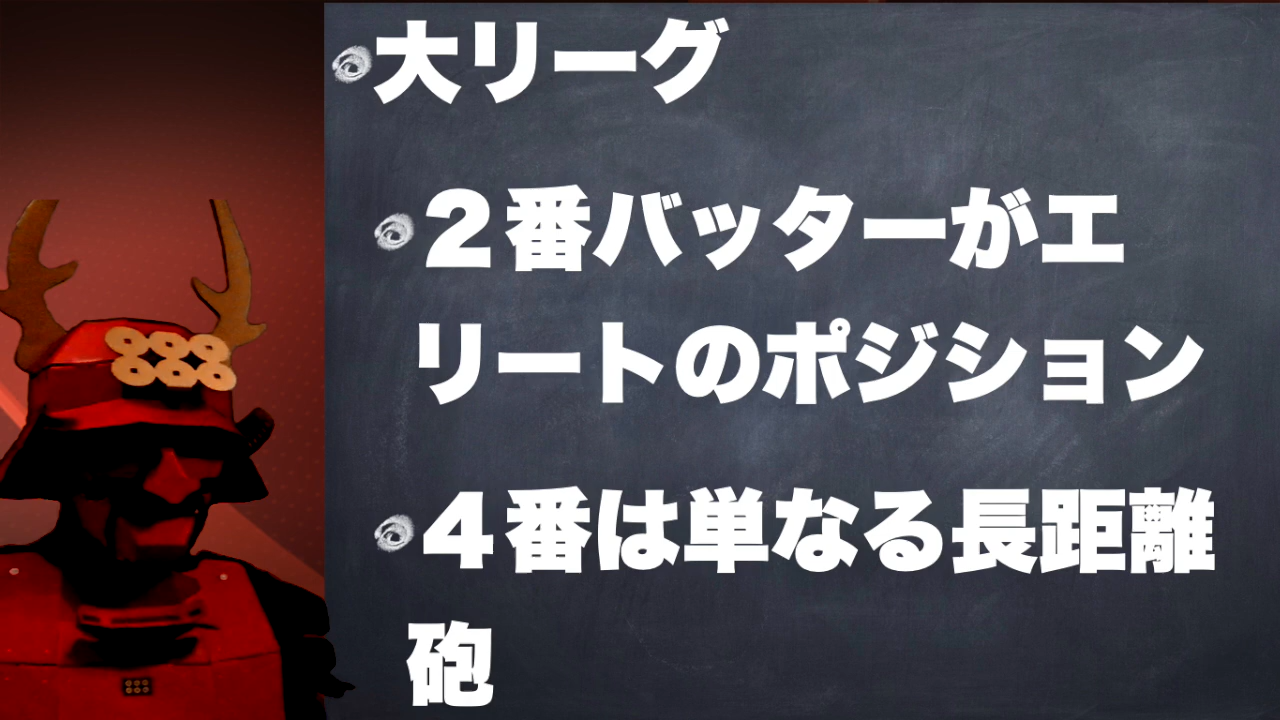 大リーグ
２番バッターがエ
リートのポジション
４番は単なる長距離
砲